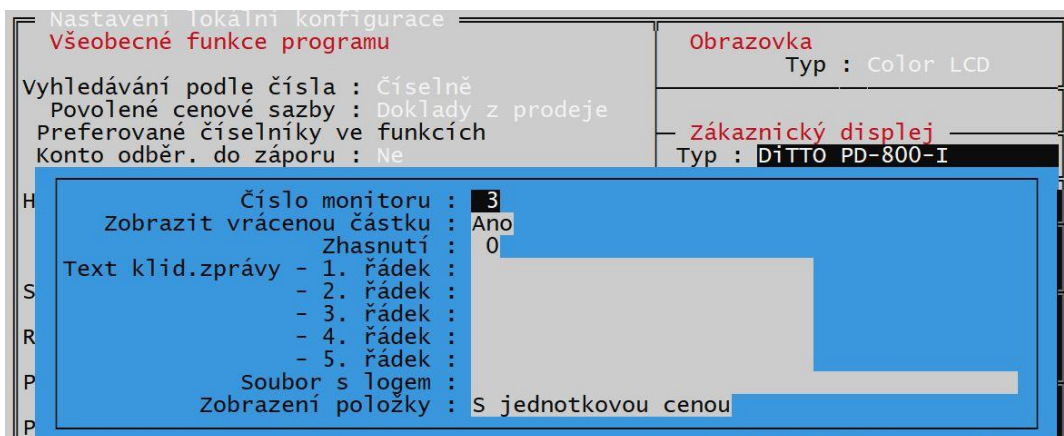 Nastavení lokální konfigurace
Všeobecné funkce programu
Vyhledávání podle čísla : Číselně
Povolené cenové sazby : Doklady z prodeje
Preferované číselníky ve funkcích
Konto odběr. do záporu : Ne
Obrazovka
Typ : Color LCD
Zákaznický displej
Typ : DiTTO PD-800-I
H
S
R
P
P
Číslo monitoru : 3
Zobrazit vrácenou částku : Ano
Zhasnutí : 0
Text klid.zprávy - 1. řádek :
- 2. řádek :
- 3. řádek :
- 4. řádek :
- 5. řádek :
Soubor s logem :
Zobrazení položky : S jednotkovou cenou